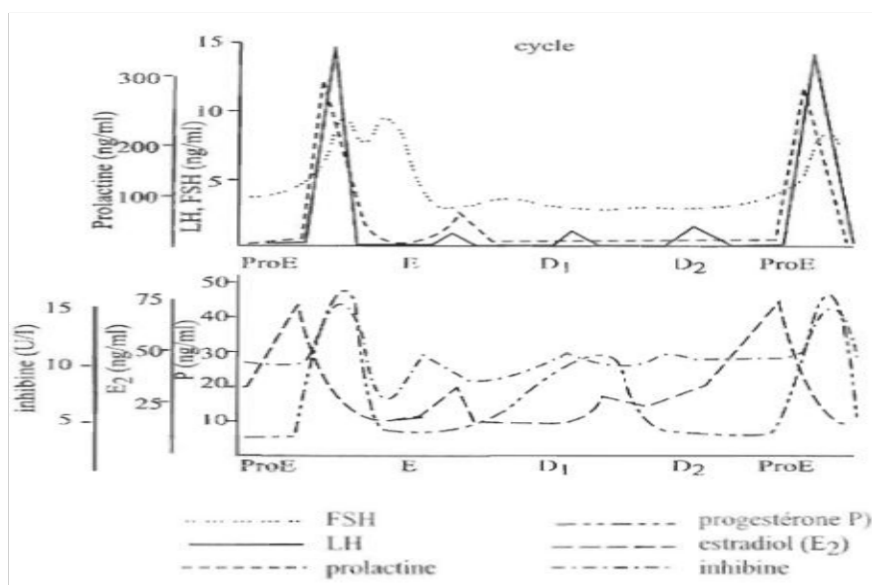 cycle
15
10
5
300
200
100
Prolactine (ng/ml)
LH, FSH (ng/ml)
ProE E D1 D2 ProE
50
40
30
20
10
75
50
25
15
10
5
inhibine (U/l)
E2 (ng/ml)
P (ng/ml)
ProE E D1 D2 ProE
FSH
LH
prolactine
progestérone P)
estradiol (E2)
inhibine